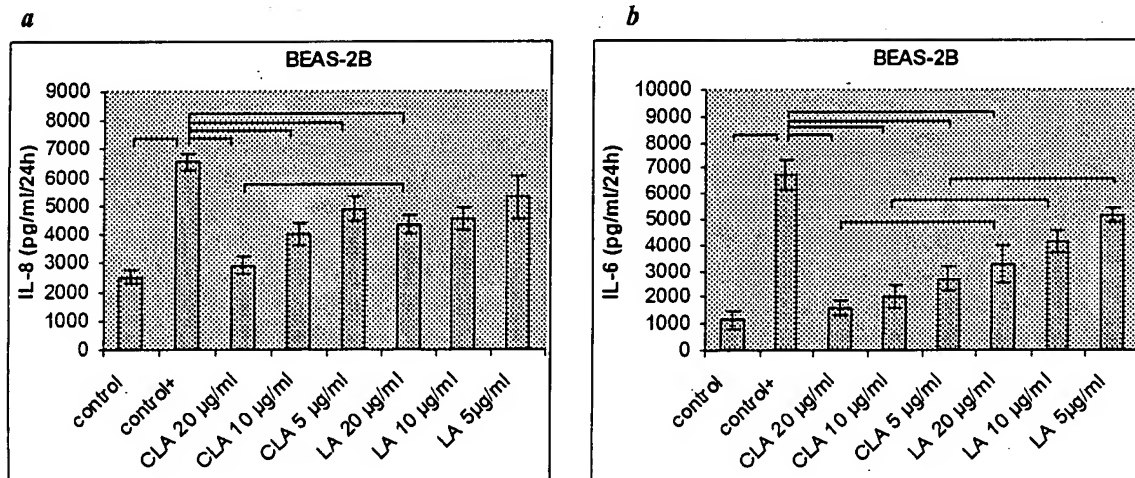 a
BEAS-2B
IL-8 (pg/ml/24h)
9000
8000
7000
6000
5000
4000
3000
2000
1000
0
control
control+
CLA 20 µg/ml
CLA 10 µg/ml
CLA 5 µg/ml
LA 20 µg/ml
LA 10 µg/ml
LA 5µg/ml
b
BEAS-2B
IL-6 (pg/ml/24h)
10000
9000
8000
7000
6000
5000
4000
3000
2000
1000
0
control
control+
CLA 20 µg/ml
CLA 10 µg/ml
CLA 5 µg/ml
LA 20 µg/ml
LA 10 µg/ml
LA 5µg/ml